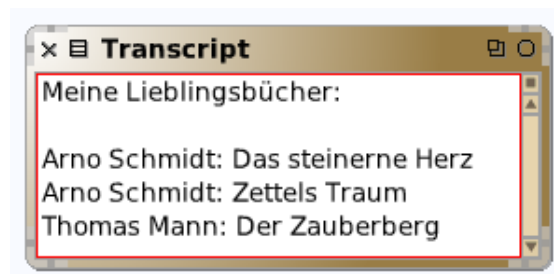 Transcript
Meine Lieblingsbücher:

Arno Schmidt: Das steinerne Herz
Arno Schmidt: Zettels Traum
Thomas Mann: Der Zauberberg